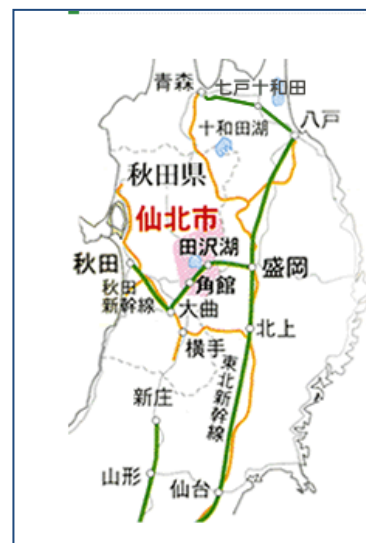 青森
七戸十和田
八戸
十和田湖
秋田県
仙北市
田沢湖
秋田
盛岡
秋田
新幹線
角館
大曲
北上
横手
東北新幹線
新庄
山形
仙台